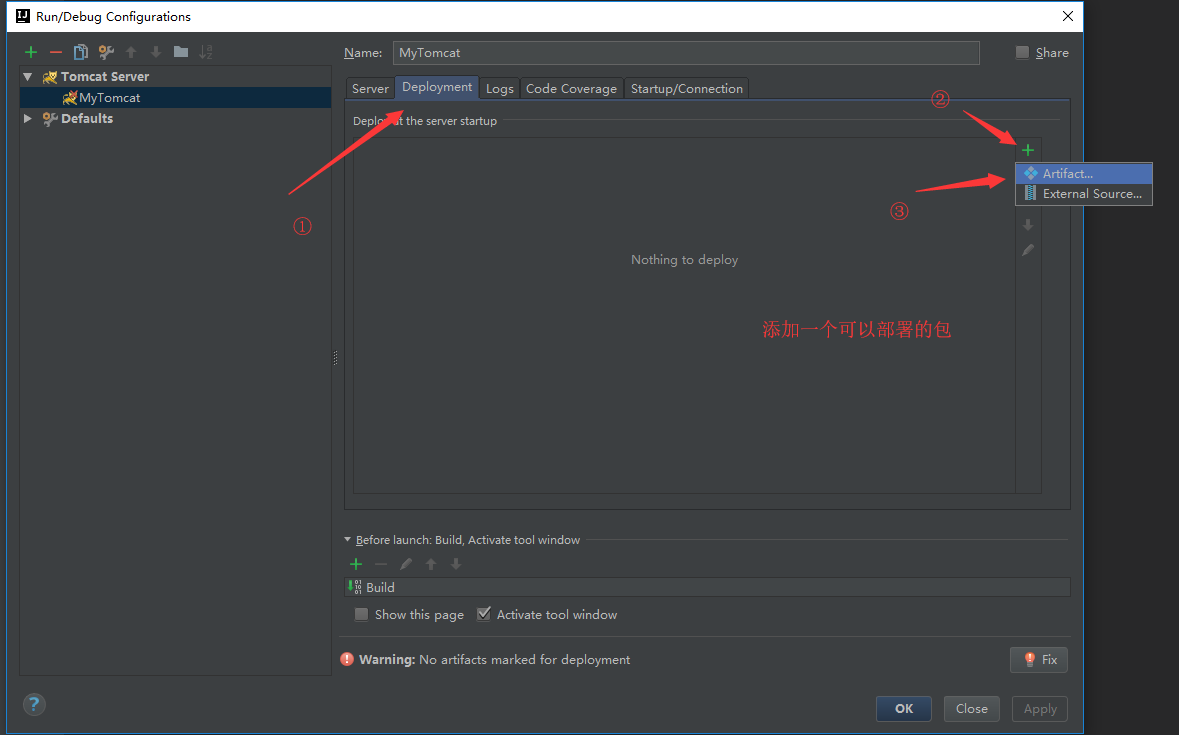 Run/Debug Configurations
Name: MyTomcat Share
Tomcat Server
MyTomcat
Defaults
Server Deployment Logs Code Coverage Startup/Connection
Deploy at the server startup
①
②
③
Artifact...
External Source...
Nothing to deploy
添加一个可以部署的包
Before launch: Build, Activate tool window
Build
Show this page Activate tool window
Warning: No artifacts marked for deployment
Fix
? OK Close Apply